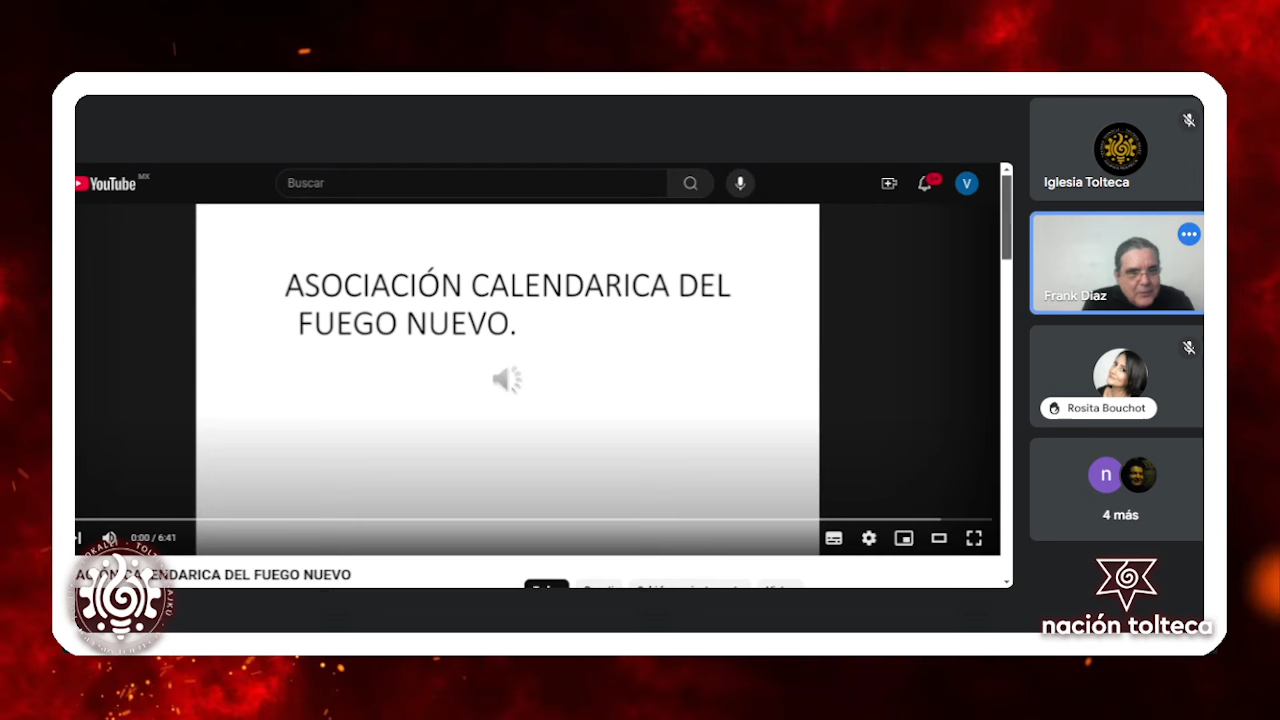 YouTube MX
Buscar
V
ASOCIACIÓN CALENDARICA DEL
FUEGO NUEVO.
0:00 / 6:41
CALENDARICA DEL FUEGO NUEVO
Iglesia Tolteca
Frank Diaz
Rosita Bouchot
n
4 más
nación tolteca